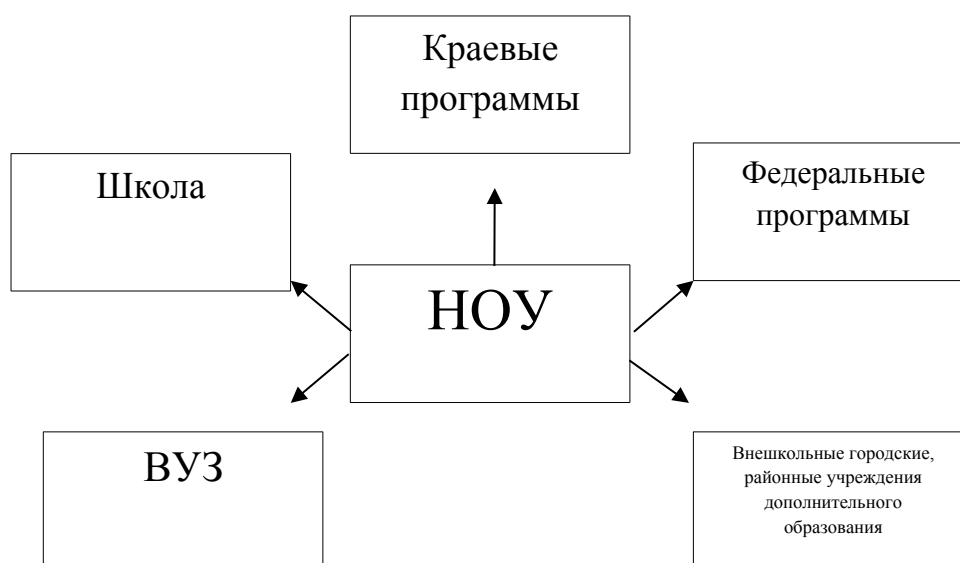 Краевые
программы
Школа
Федеральные
программы
НОУ
ВУЗ
Внешкольные городские,
районные учреждения
дополнительного
образования